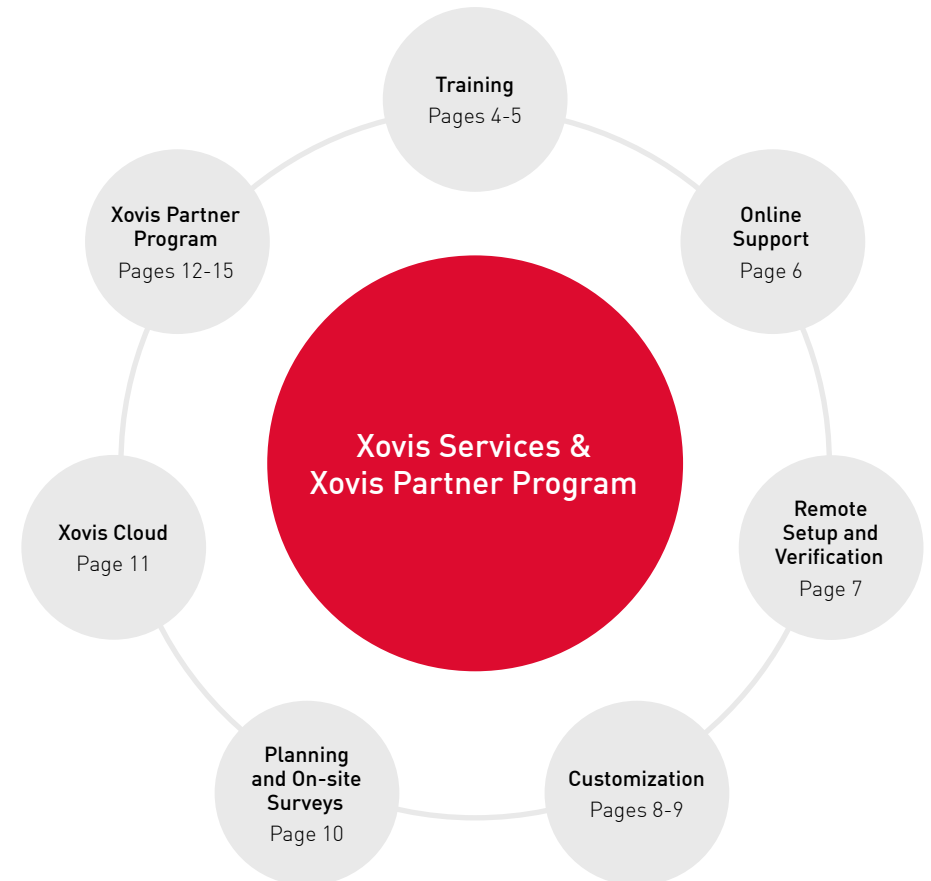 Training
Pages 4-5
Xovis Partner
Program
Pages 12-15
Online
Support
Page 6
Xovis Services &
Xovis Partner Program
Xovis Cloud
Page 11
Remote
Setup and
Verification
Page 7
Planning
and On-site
Surveys
Page 10
Customization
Pages 8-9